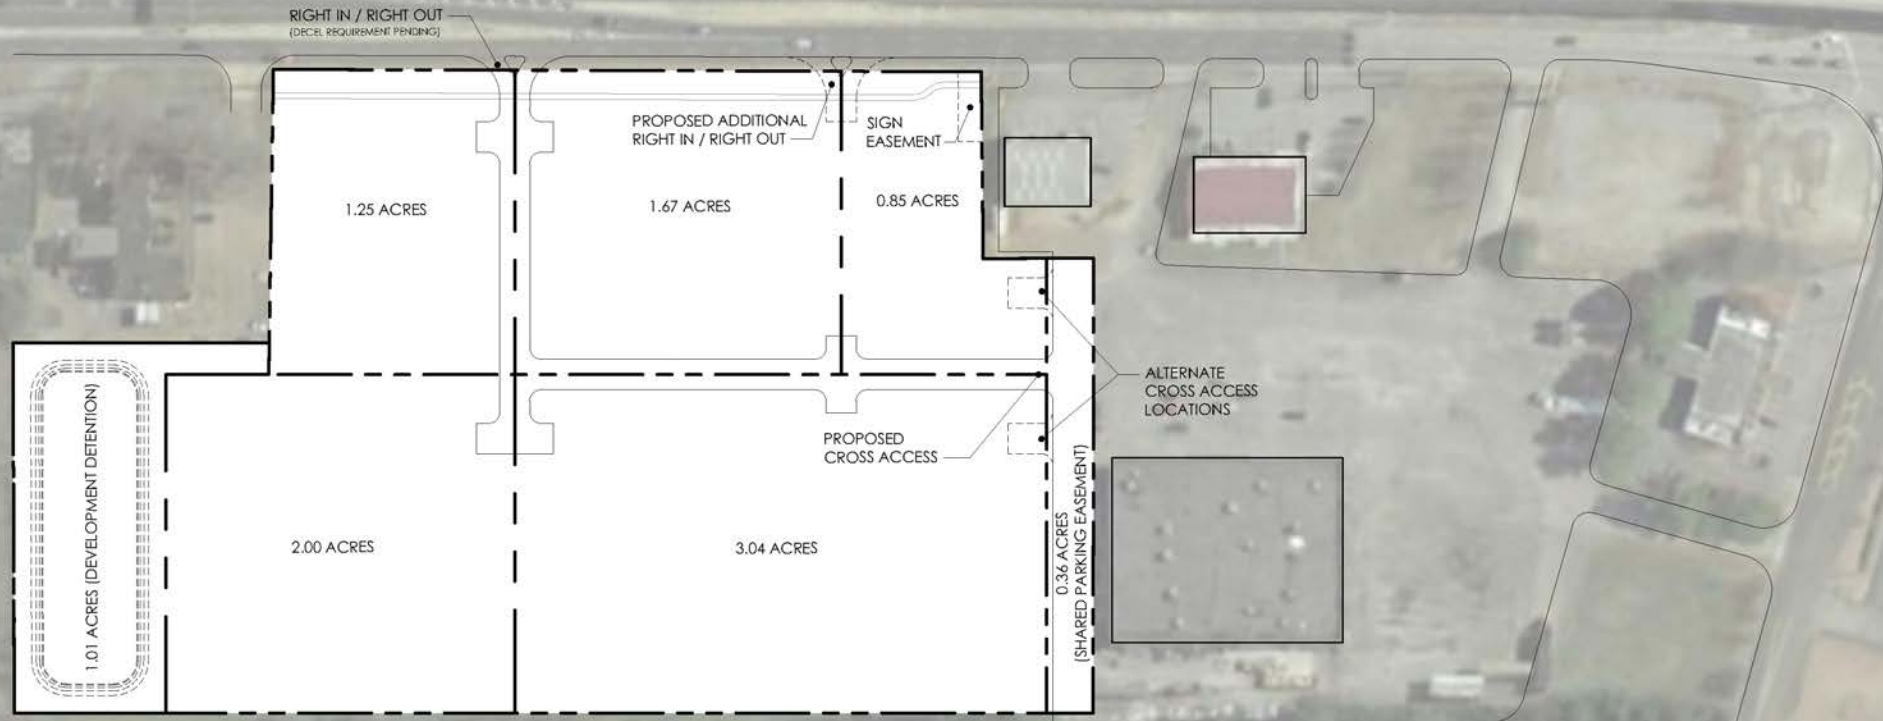 RIGHT IN / RIGHT OUT
(DECEL REQUIREMENT PENDING)
PROPOSED ADDITIONAL
RIGHT IN / RIGHT OUT
SIGN
EASEMENT
1.25 ACRES
1.67 ACRES
0.85 ACRES
ALTERNATE
CROSS ACCESS
LOCATIONS
PROPOSED
CROSS ACCESS
1.01 ACRES (DEVELOPMENT DETENTION)
2.00 ACRES
3.04 ACRES
0.36 ACRES
(SHARED PARKING EASEMENT)